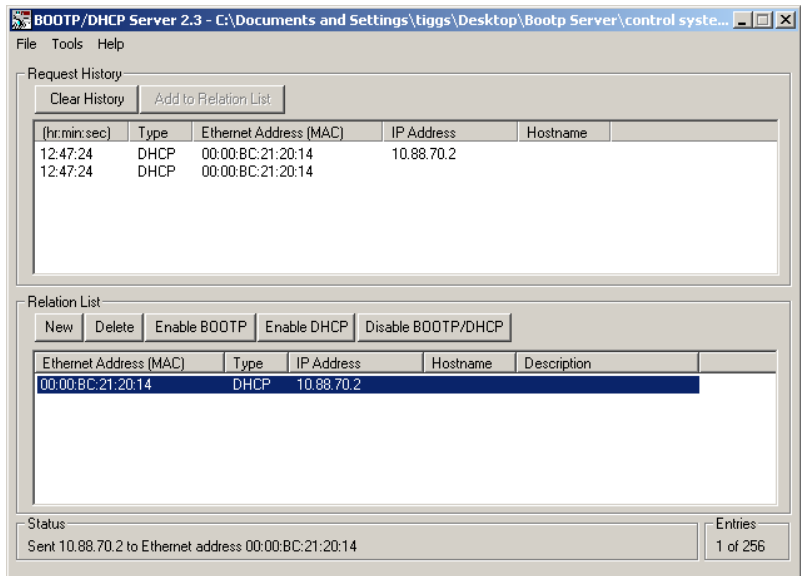 BOOTP/DHCP Server 2.3 - C:\Documents and Settings\tiggs\Desktop\Bootp Server\control syste...
File Tools Help
Request History
Clear History Add to Relation List
(hr:min:sec) Type Ethernet Address (MAC) IP Address Hostname
12:47:24 DHCP 00:00:BC:21:20:14 10.88.70.2
12:47:24 DHCP 00:00:BC:21:20:14
Relation List
New Delete Enable BOOTP Enable DHCP Disable BOOTP/DHCP
Ethernet Address (MAC) Type IP Address Hostname Description
00:00:BC:21:20:14 DHCP 10.88.70.2
Status
Sent 10.88.70.2 to Ethernet address 00:00:BC:21:20:14
Entries
1 of 256